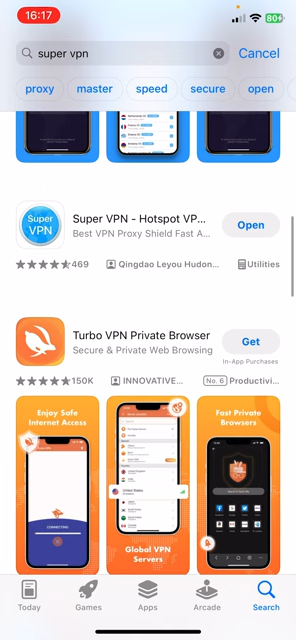 16:17
80
super vpn
Cancel
proxy
master
speed
secure
open
Super VPN
Super VPN - Hotspot VP...
Best VPN Proxy Shield Fast A...
Open
469
Qingdao Leyou Hudon...
Utilities
Turbo VPN Private Browser
Secure & Private Web Browsing
Get
In-App Purchases
150K
INNOVATIVE...
No. 6
Productivi...
Enjoy Safe
Internet Access
CONNECTING
United States
Global VPN
Servers
Fast Private
Browsers
Today
Games
Apps
Arcade
Search